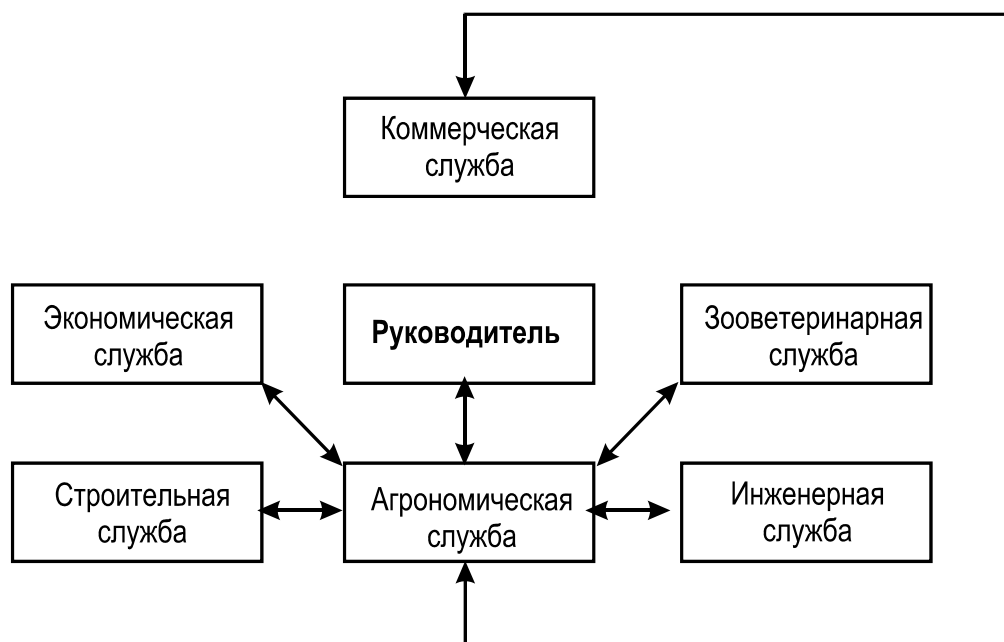 Коммерческая
служба
Экономическая
служба
Руководитель
Зооветеринарная
служба
Строительная
служба
Агрономическая
служба
Инженерная
служба